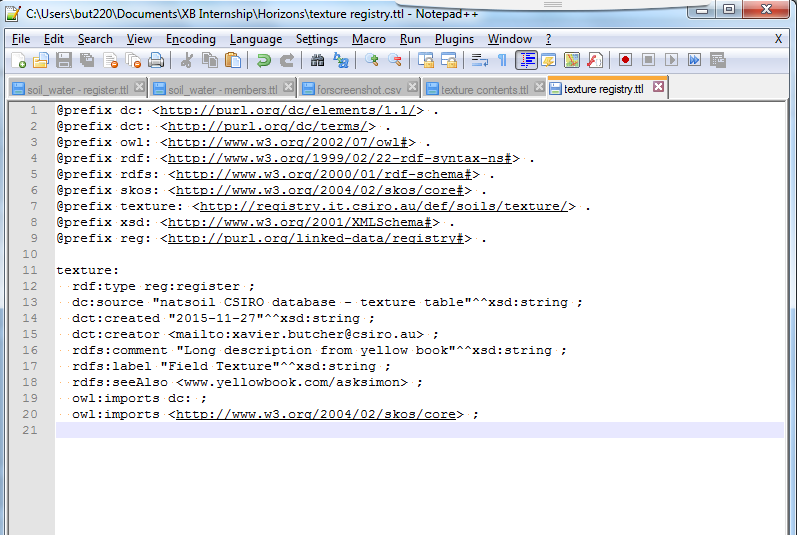 C:\Users\but220\Documents\XB Internship\Horizons\texture registry.ttl - Notepad++
File Edit Search View Encoding Language Settings Macro Run Plugins Window ? X
soil_water - register.ttl soil_water - members.ttl forscreenshot.csv texture contents.ttl texture registry.ttl
1 @prefix dc: <http://purl.org/dc/elements/1.1/> .
2 @prefix dct: <http://purl.org/dc/terms/> .
3 @prefix owl: <http://www.w3.org/2002/07/owl#> .
4 @prefix rdf: <http://www.w3.org/1999/02/22-rdf-syntax-ns#> .
5 @prefix rdfs: <http://www.w3.org/2000/01/rdf-schema#> .
6 @prefix skos: <http://www.w3.org/2004/02/skos/core#> .
7 @prefix texture: <http://registry.it.csiro.au/def/soils/texture/> .
8 @prefix xsd: <http://www.w3.org/2001/XMLSchema#> .
9 @prefix reg: <http://purl.org/linked-data/registry#> .
10
11 texture:
12 rdf:type reg:register ;
13 dc:source "natsoil CSIRO database - texture table"^^xsd:string ;
14 dct:created "2015-11-27"^^xsd:string ;
15 dct:creator <mailto:xavier.butcher@csiro.au> ;
16 rdfs:comment "Long description from yellow book"^^xsd:string ;
17 rdfs:label "Field Texture"^^xsd:string ;
18 rdfs:seeAlso <www.yellowbook.com/asksimon> ;
19 owl:imports dc: ;
20 owl:imports <http://www.w3.org/2004/02/skos/core> ;
21